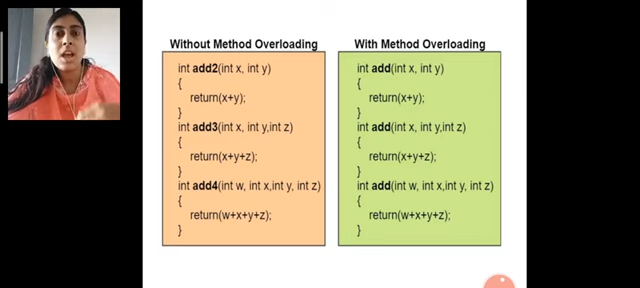 Without Method Overloading
int add2(int x, int y)
{
return(x+y);
}
int add3(int x, int y,int z)
{
return(x+y+z);
}
int add4(int w, int x,int y, int z)
{
return(w+x+y+z);
}
With Method Overloading
int add(int x, int y)
{
return(x+y);
}
int add(int x, int y,int z)
{
return(x+y+z);
}
int add(int w, int x,int y, int z)
{
return(w+x+y+z);
}